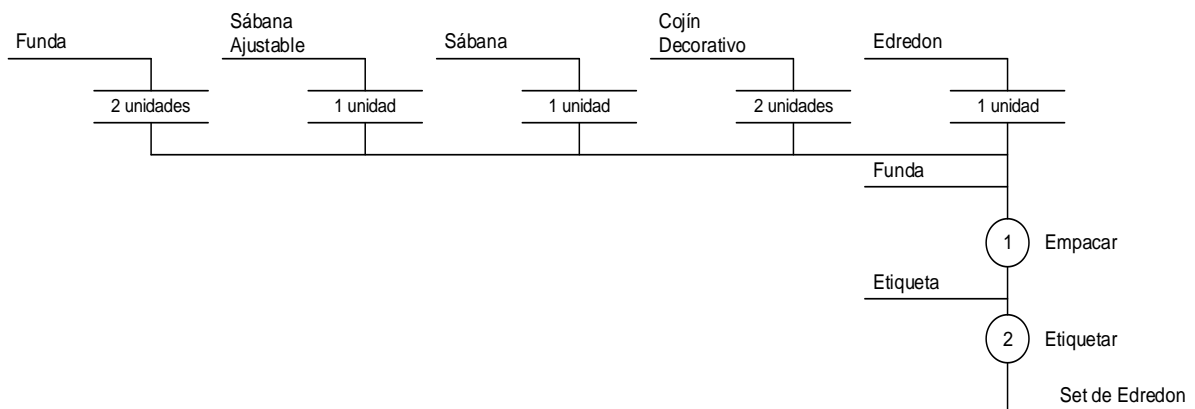 Funda
Sábana
Ajustable
Sábana
Cojín
Decorativo
Edredon
2 unidades
1 unidad
1 unidad
2 unidades
1 unidad
Funda
1
Empacar
Etiqueta
2
Etiquetar
Set de Edredon